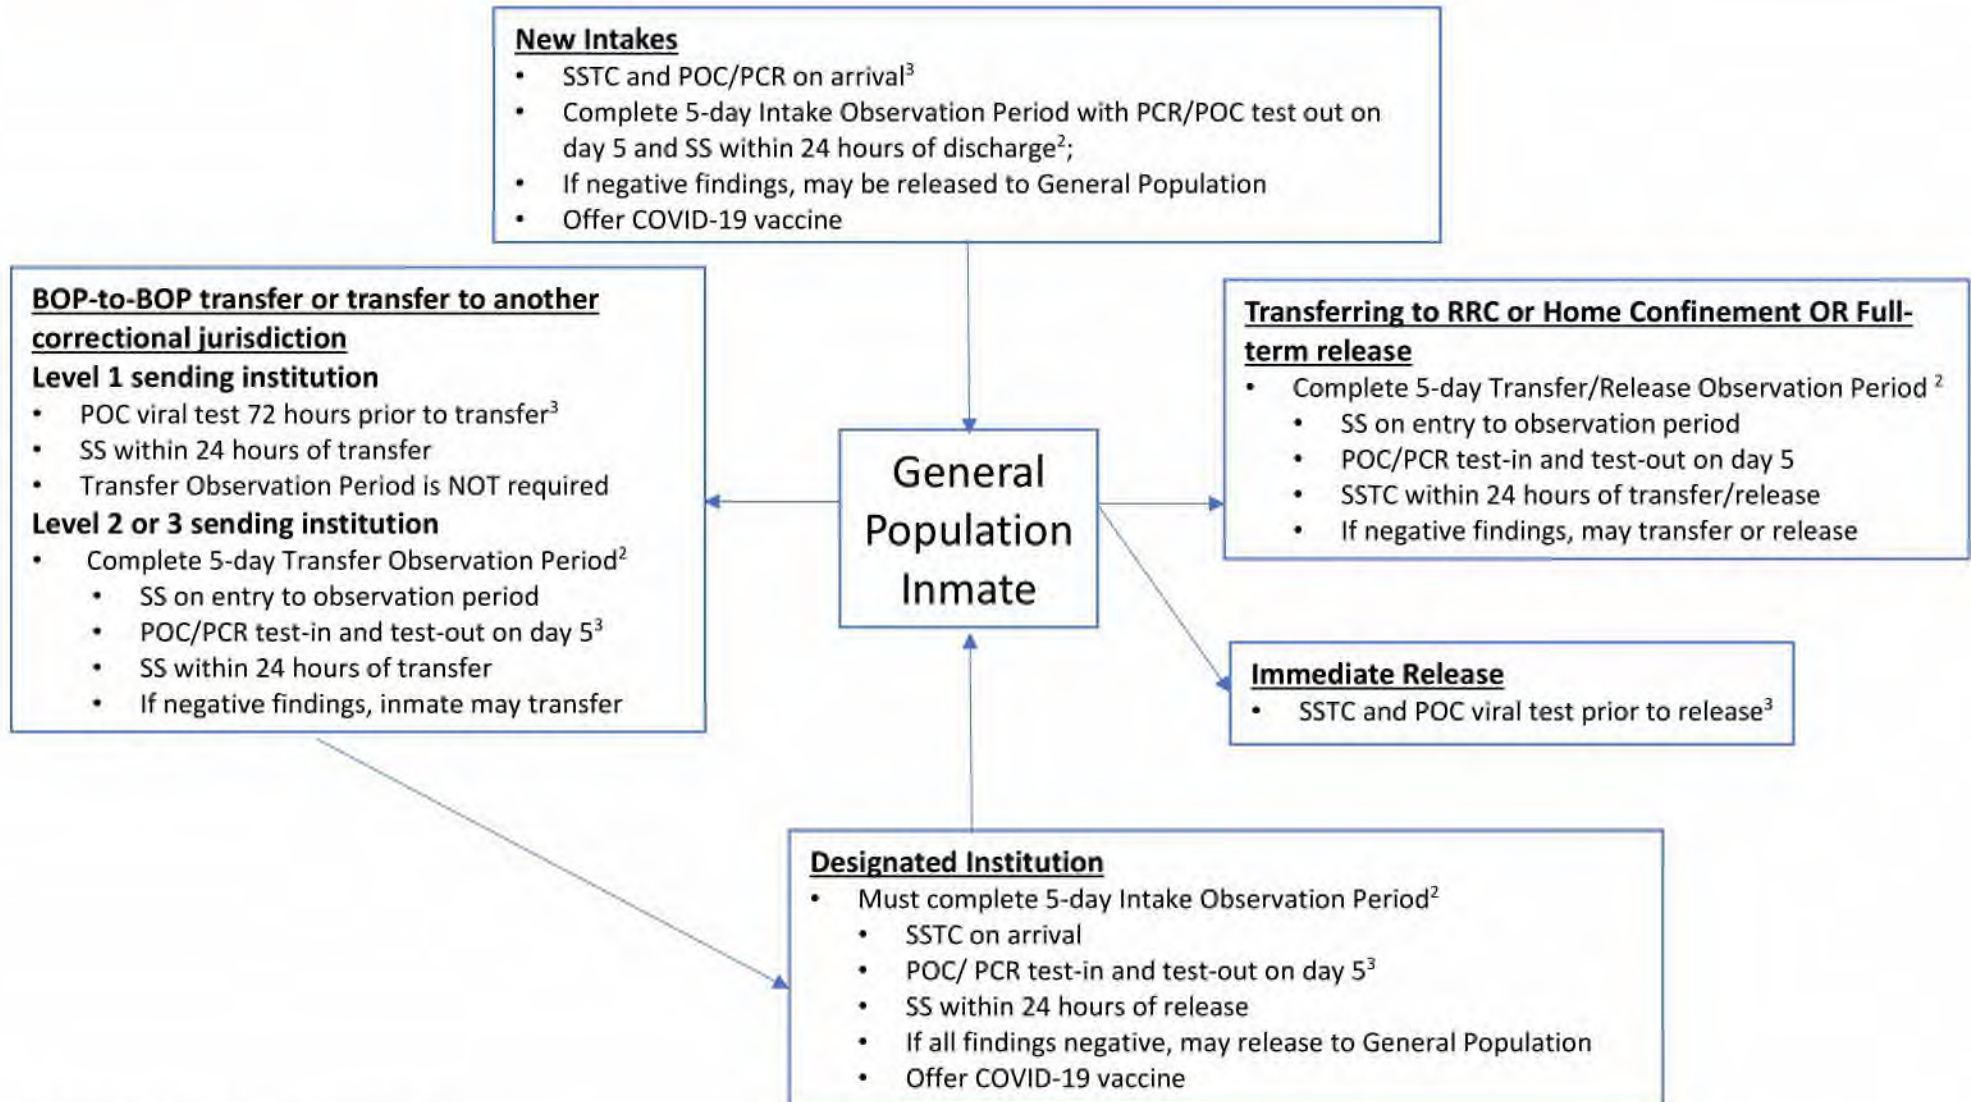 New Intakes
• SSTC and POC/PCR on arrival³
• Complete 5-day Intake Observation Period with PCR/POC test out on
day 5 and SS within 24 hours of discharge²;
• If negative findings, may be released to General Population
• Offer COVID-19 vaccine
BOP-to-BOP transfer or transfer to another
correctional jurisdiction
Level 1 sending institution
• POC viral test 72 hours prior to transfer³
• SS within 24 hours of transfer
• Transfer Observation Period is NOT required
Level 2 or 3 sending institution
• Complete 5-day Transfer Observation Period²
• SS on entry to observation period
• POC/PCR test-in and test-out on day 5³
• SS within 24 hours of transfer
• If negative findings, inmate may transfer
General
Population
Inmate
Transferring to RRC or Home Confinement OR Full-
term release
• Complete 5-day Transfer/Release Observation Period ²
• SS on entry to observation period
• POC/PCR test-in and test-out on day 5
• SSTC within 24 hours of transfer/release
• If negative findings, may transfer or release
Immediate Release
• SSTC and POC viral test prior to release³
Designated Institution
• Must complete 5-day Intake Observation Period²
• SSTC on arrival
• POC/ PCR test-in and test-out on day 5³
• SS within 24 hours of release
• If all findings negative, may release to General Population
• Offer COVID-19 vaccine